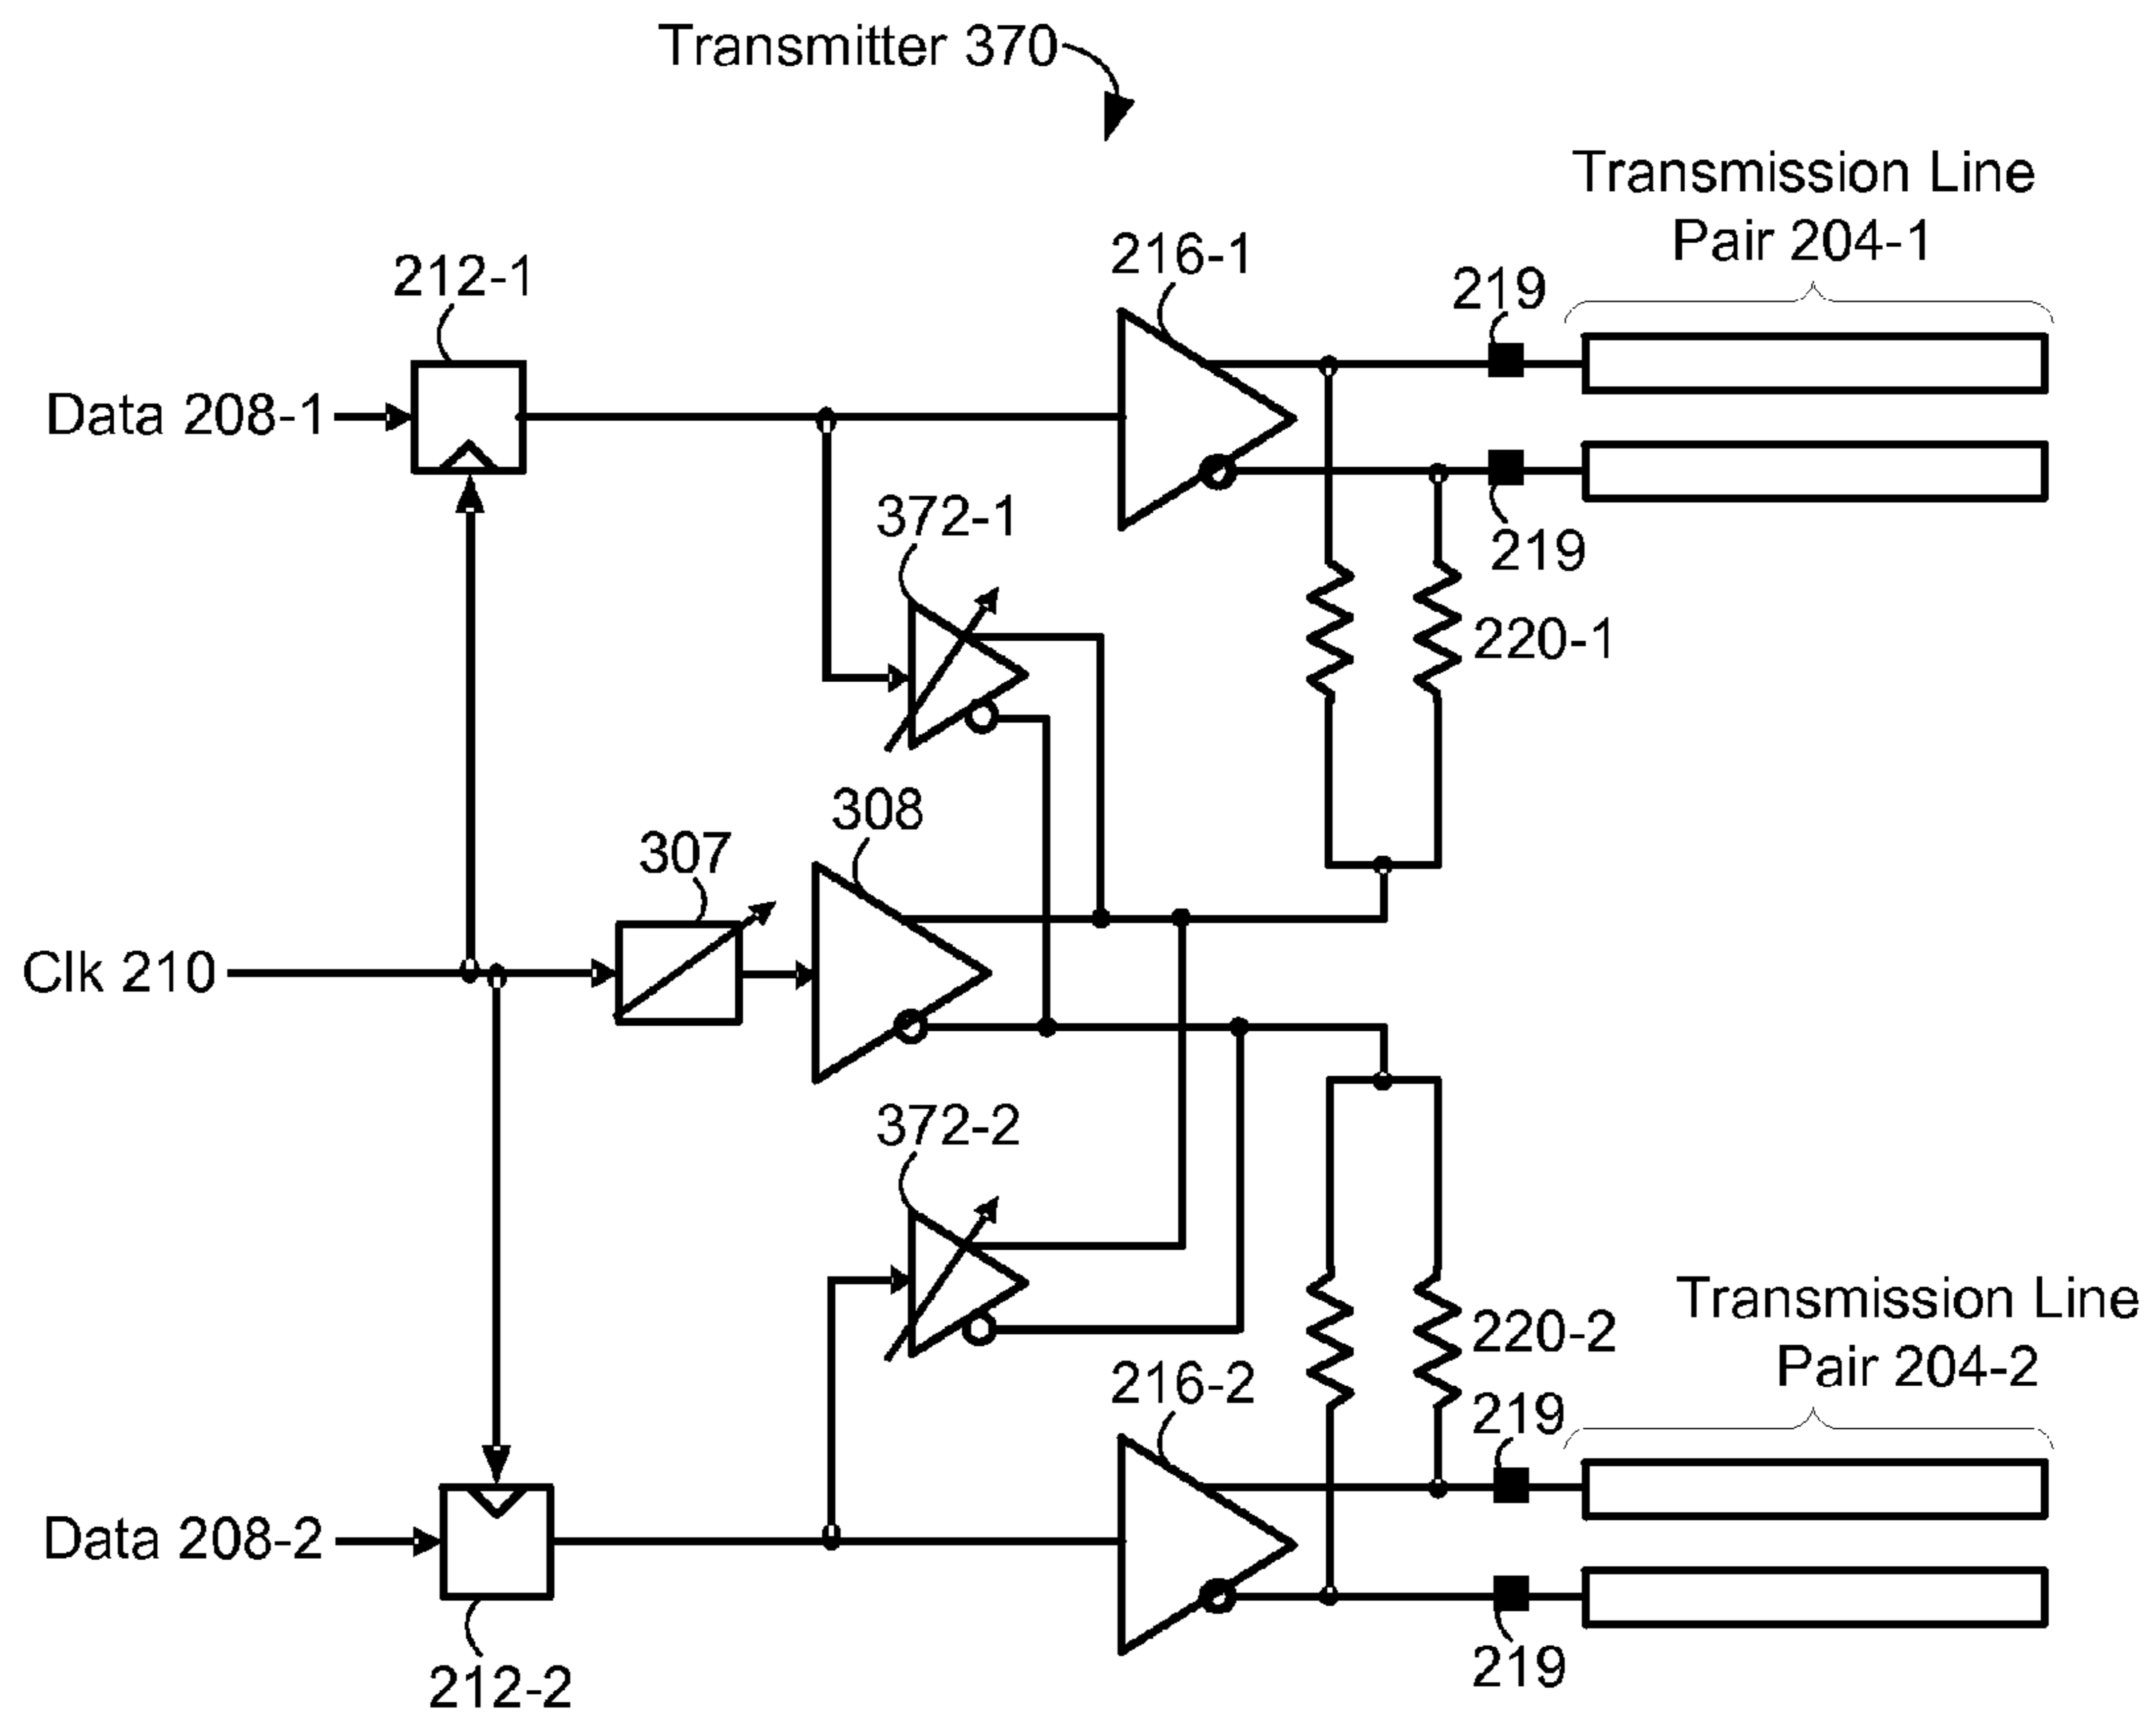 Transmitter 370
Transmission Line
Pair 204-1
216-1
212-1
219
Data 208-1
372-1
219
220-1
308
307
Clk 210
372-2
Transmission Line
220-2
Pair 204-2
216-2
219
Data 208-2
219
212-2